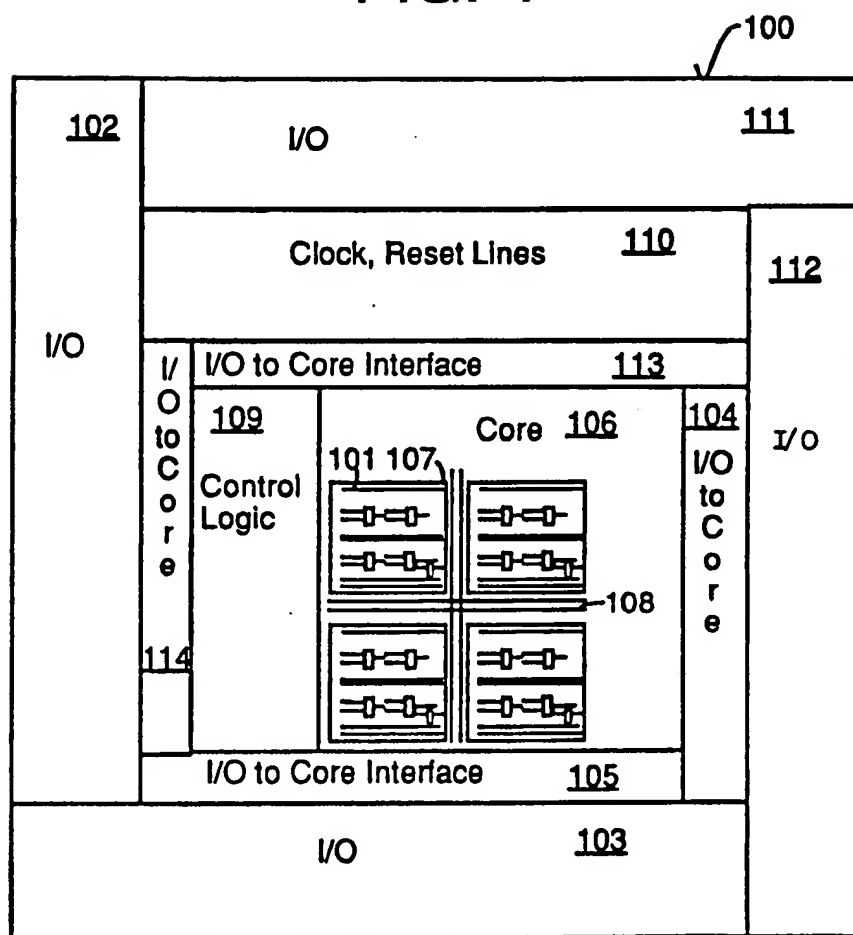 100
102
I/O
111
Clock, Reset Lines
110
112
I/O
I/O to Core Interface
113
I/O to Core
109
Core
106
104
I/O
101
107
Control
Logic
I/O to Core
108
114
I/O to Core Interface
105
I/O
103